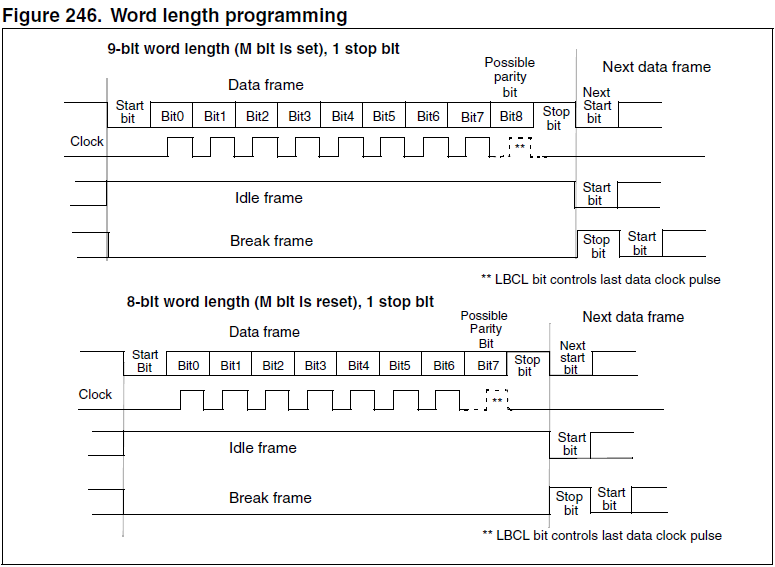 Figure 246. Word length programming
9-bit word length (M bit is set), 1 stop bit
Possible
parity
bit
Data frame
Next data frame
Start
bit
Bit0
Bit1
Bit2
Bit3
Bit4
Bit5
Bit6
Bit7
Bit8
Stop
bit
Next
Start
bit
Clock
**
Idle frame
Start
bit
Break frame
Stop
bit
Start
bit
** LBCL bit controls last data clock pulse
8-bit word length (M bit is reset), 1 stop bit
Possible
Parity
Bit
Data frame
Next data frame
Start
Bit
Bit0
Bit1
Bit2
Bit3
Bit4
Bit5
Bit6
Bit7
Stop
bit
Next
start
bit
Clock
**
Idle frame
Start
bit
Break frame
Stop
bit
Start
bit
** LBCL bit controls last data clock pulse